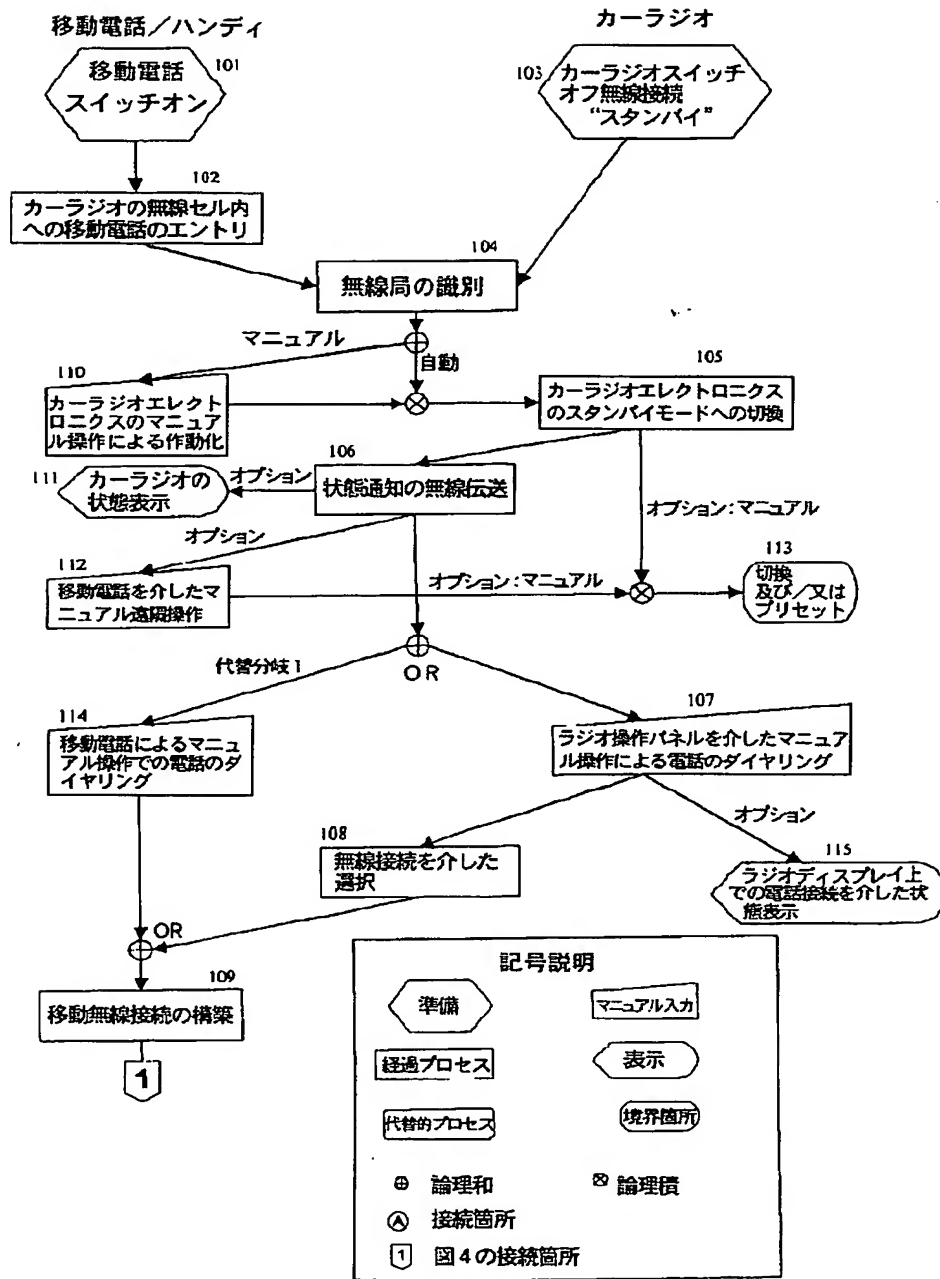 移動電話／ハンディ
カーラジオ
101
移動電話
スイッチオン
103
カーラジオスイッチ
オフ無線接続
“スタンバイ”
102
カーラジオの無線セル内
への移動電話のエントリ
104
無線局の識別
マニュアル
自動
110
カーラジオエレクト
ロニクスのマニュア
ル操作による作動化
105
カーラジオエレクトロニクス
のスタンバイモードへの切換
106
状態通知の無線伝送
オプション
111
カーラジオの
状態表示
オプション：マニュアル
オプション
112
移動電話を介したマニ
ュアル遠隔操作
オプション：マニュアル
113
切換
及び／又は
プリセット
OR
代替分岐1
114
移動電話によるマニュ
アル操作での電話のダ
イヤリング
107
ラジオ操作パネルを介したマニュア
ル操作による電話のダイヤリング
オプション
108
無線接続を介した
選択
115
ラジオディスプレイ上
での電話接続を介した状
態表示
OR
109
移動無線接続の構築
1
記号説明
準備
マニュアル入力
経過プロセス
表示
代替的プロセス
境界箇所
⊕ 論理和
⊗ 論理積
A 接続箇所
1 図4の接続箇所